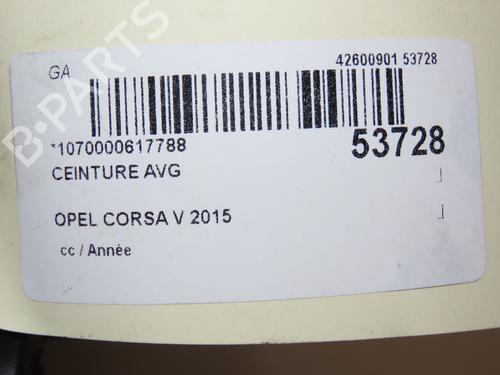 GA
42600901 53728
*1070000617788
53728
CEINTURE AVG
OPEL CORSA V 2015
cc / Année
B-PARTS